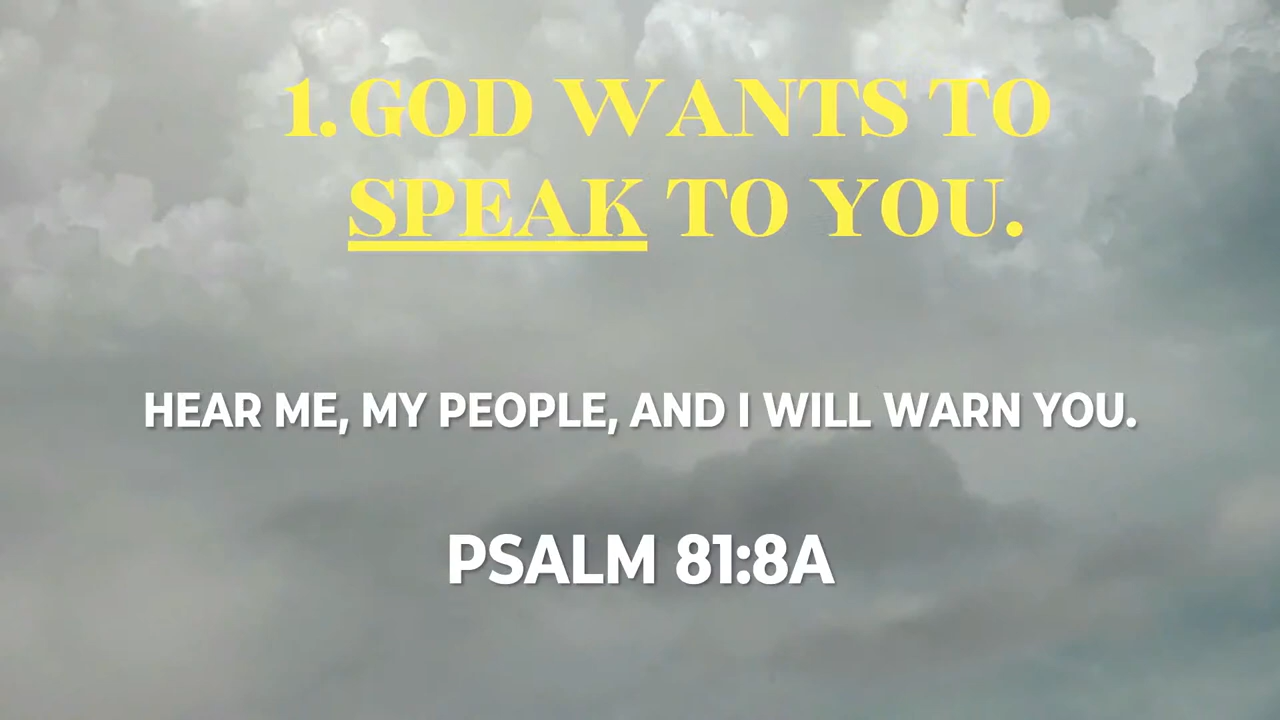 1. GOD WANTS TO
SPEAK TO YOU.
HEAR ME, MY PEOPLE, AND I WILL WARN YOU.
PSALM 81:8A